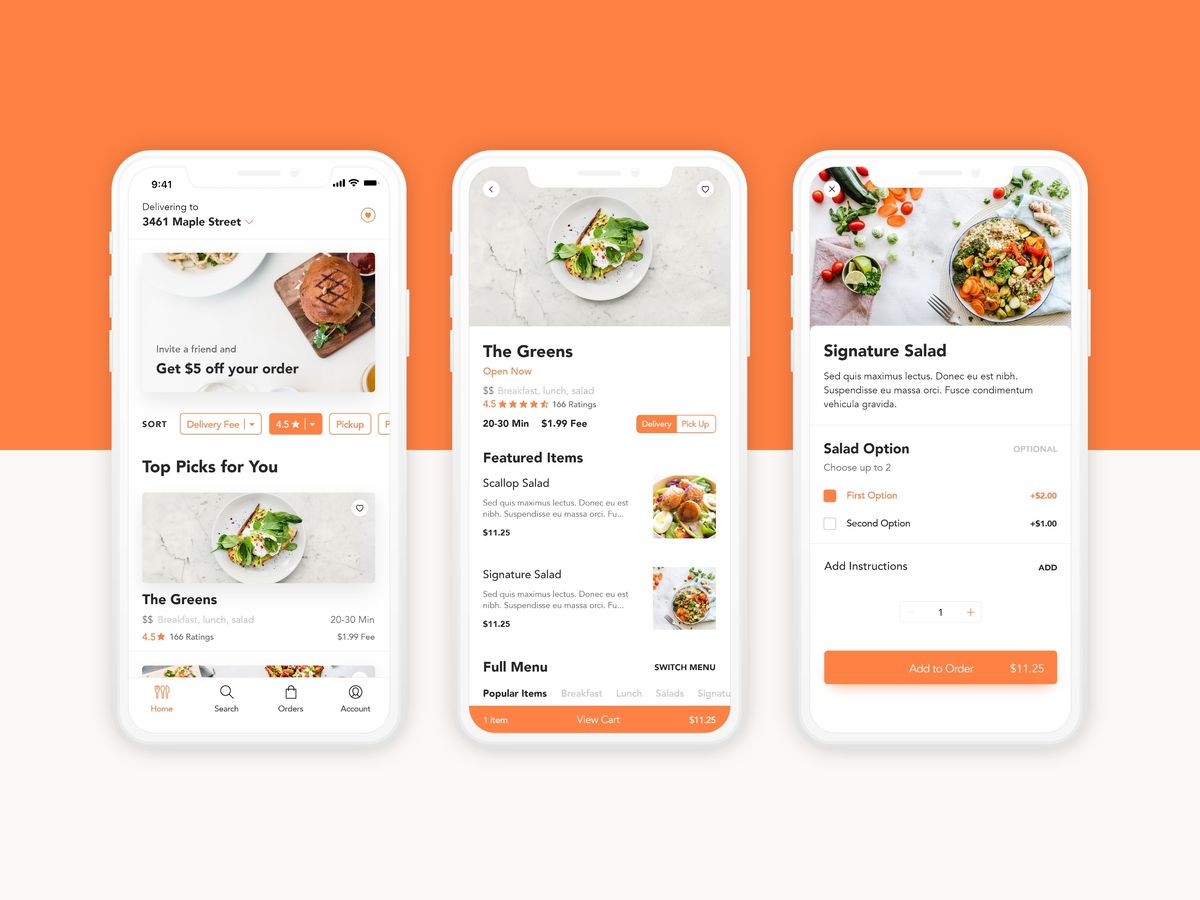 9:41
Delivering to
3461 Maple Street
Invite a friend and
Get $5 off your order
SORT Delivery Fee 4.5 Pickup
Top Picks for You
The Greens
$$ Breakfast, lunch, salad 20-30 Min
4.5 166 Ratings $1.99 Fee
Home Search Orders Account
The Greens
Open Now
$$ Breakfast, lunch, salad
4.5 166 Ratings
20-30 Min $1.99 Fee Delivery Pick Up
Featured Items
Scallop Salad
Sed quis maximus lectus. Donec eu est
nibh. Suspendisse eu massa orci. Fu...
$11.25
Signature Salad
Sed quis maximus lectus. Donec eu est
nibh. Suspendisse eu massa orci. Fu...
$11.25
Full Menu SWITCH MENU
Popular Items Breakfast Lunch Salads Signatu
1 item View Cart $11.25
Signature Salad
Sed quis maximus lectus. Donec eu est nibh.
Suspendisse eu massa orci. Fusce condimentum
vehicula gravida.
Salad Option OPTIONAL
Choose up to 2
First Option +$2.00
Second Option +$1.00
Add Instructions ADD
− 1 +
Add to Order $11.25